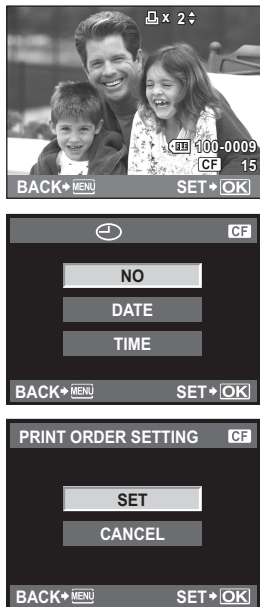 x 2
FILE 100-0009
CF 15
BACK MENU SET OK
CF
NO
DATE
TIME
BACK MENU SET OK
PRINT ORDER SETTING CF
SET
CANCEL
BACK MENU SET OK